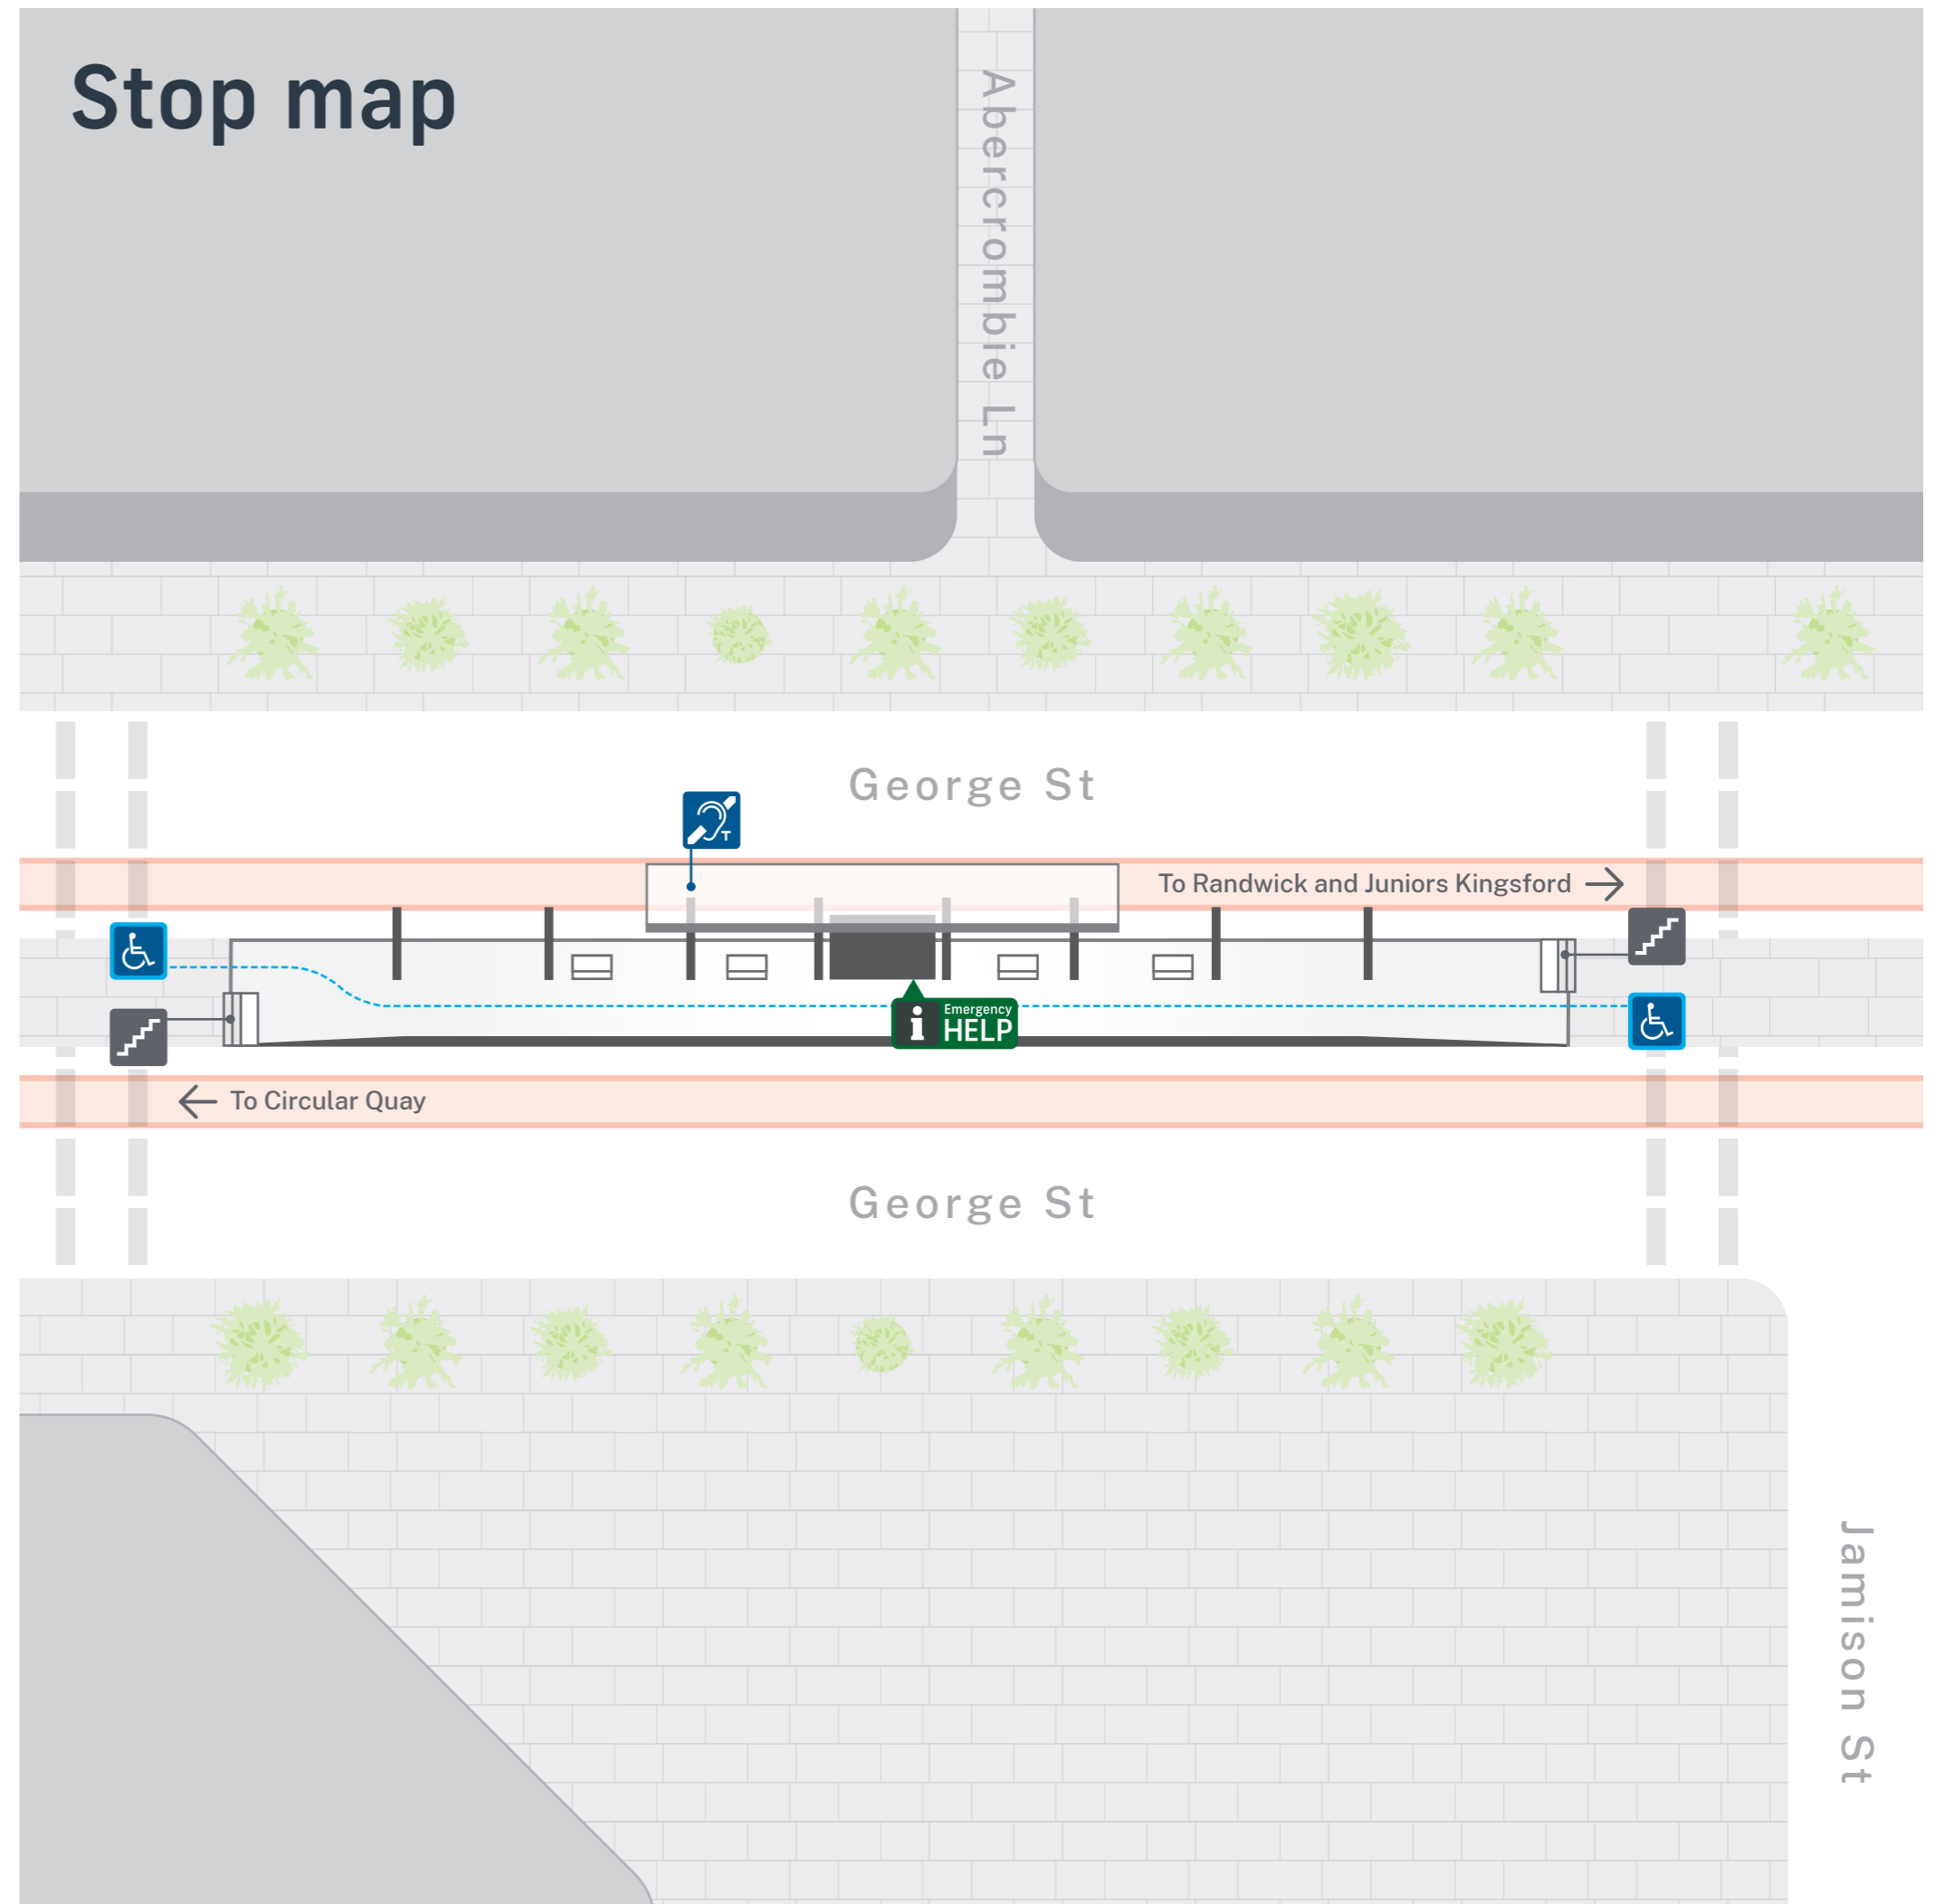 Stop map
Abercrombie Ln
George St
T
To Randwick and Juniors Kingsford
i
Emergency
HELP
To Circular Quay
George St
Jamison St